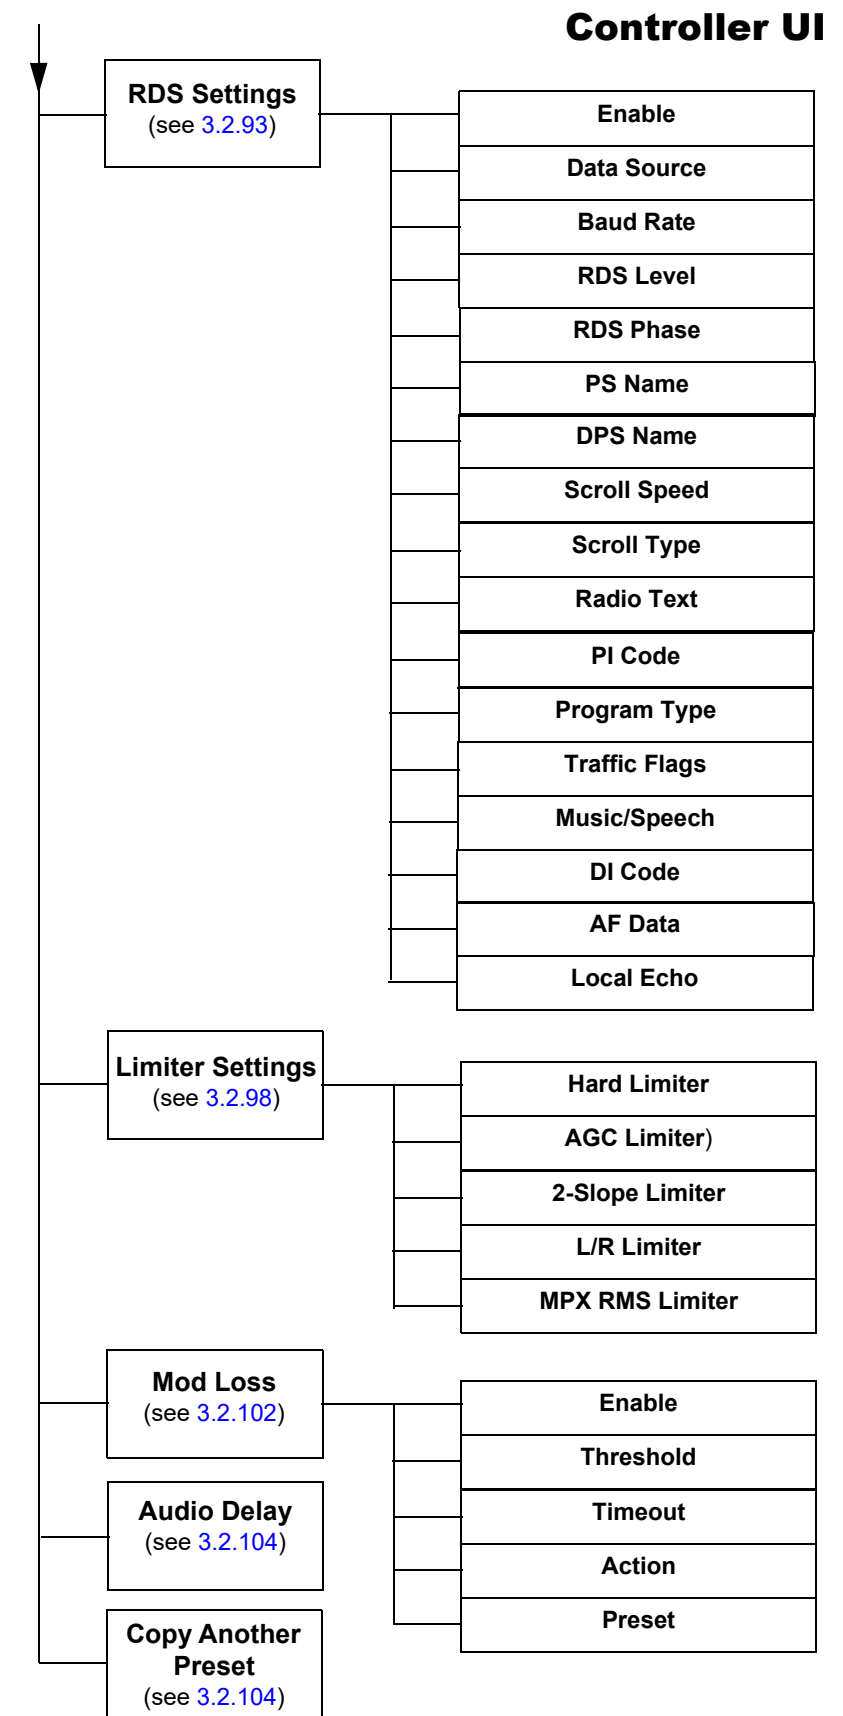 Controller UI
RDS Settings
(see 3.2.93)
Enable
Data Source
Baud Rate
RDS Level
RDS Phase
PS Name
DPS Name
Scroll Speed
Scroll Type
Radio Text
PI Code
Program Type
Traffic Flags
Music/Speech
DI Code
AF Data
Local Echo
Limiter Settings
(see 3.2.98)
Hard Limiter
AGC Limiter)
2-Slope Limiter
L/R Limiter
MPX RMS Limiter
Mod Loss
(see 3.2.102)
Enable
Threshold
Timeout
Action
Preset
Audio Delay
(see 3.2.104)
Copy Another
Preset
(see 3.2.104)